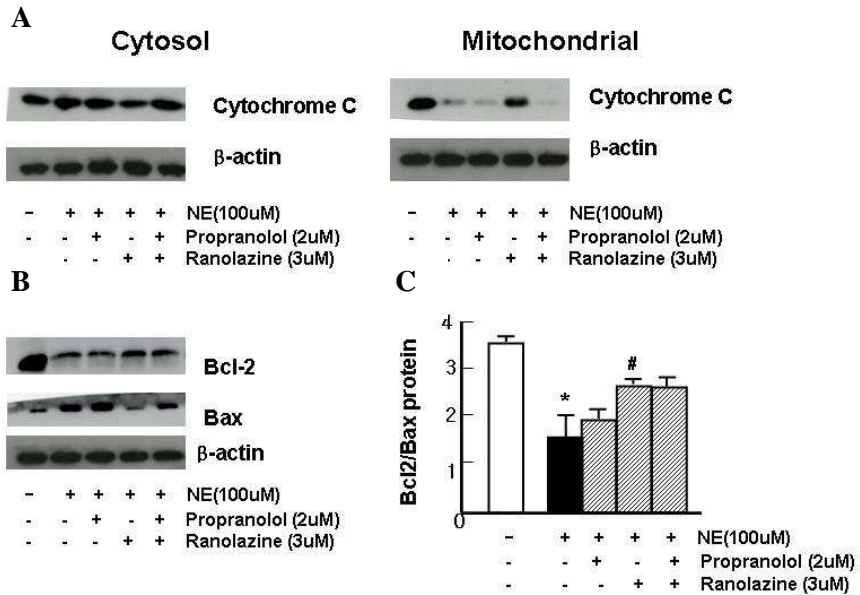 A
Cytosol
Mitochondrial
Cytochrome C
Cytochrome C
β-actin
β-actin
– + + + + NE(100uM)
- - + - + Propranolol (2uM)
- - - + + Ranolazine (3uM)
– + + + + NE(100uM)
- - + - + Propranolol (2uM)
- - - + + Ranolazine (3uM)
B
Bcl-2
Bax
β-actin
– + + + + NE(100uM)
- - + - + Propranolol (2uM)
- - - + + Ranolazine (3uM)
C
Bcl2/Bax protein
4
3
2
1
0
*
#
– + + + + NE(100uM)
- - + - + Propranolol (2uM)
- - - + + Ranolazine (3uM)